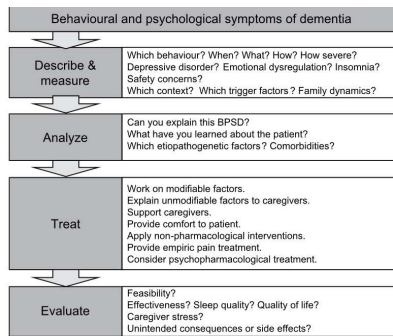 Behavioural and psychological symptoms of dementia
Describe &
measure
Which behaviour? When? What? How? How severe?
Depressive disorder? Emotional dysregulation? Insomnia?
Safety concerns?
Which context? Which trigger factors? Family dynamics?
Analyze
Can you explain this BPSD?
What have you learned about the patient?
Which etiopathogenetic factors? Comorbidities?
Treat
Work on modifiable factors.
Explain unmodifiable factors to caregivers.
Support caregivers.
Provide comfort to patient.
Apply non-pharmacological interventions.
Provide empiric pain treatment.
Consider psychopharmacological treatment.
Evaluate
Feasibility?
Effectiveness? Sleep quality? Quality of life?
Caregiver stress?
Unintended consequences or side effects?